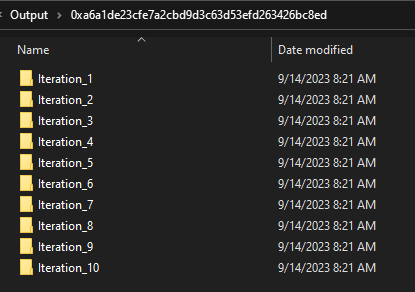 Output > 0xa6a1de23cfe7a2cbd9d3c63d53efd263426bc8ed
Name Date modified
Iteration_1 9/14/2023 8:21 AM
Iteration_2 9/14/2023 8:21 AM
Iteration_3 9/14/2023 8:21 AM
Iteration_4 9/14/2023 8:21 AM
Iteration_5 9/14/2023 8:21 AM
Iteration_6 9/14/2023 8:21 AM
Iteration_7 9/14/2023 8:21 AM
Iteration_8 9/14/2023 8:21 AM
Iteration_9 9/14/2023 8:21 AM
Iteration_10 9/14/2023 8:21 AM